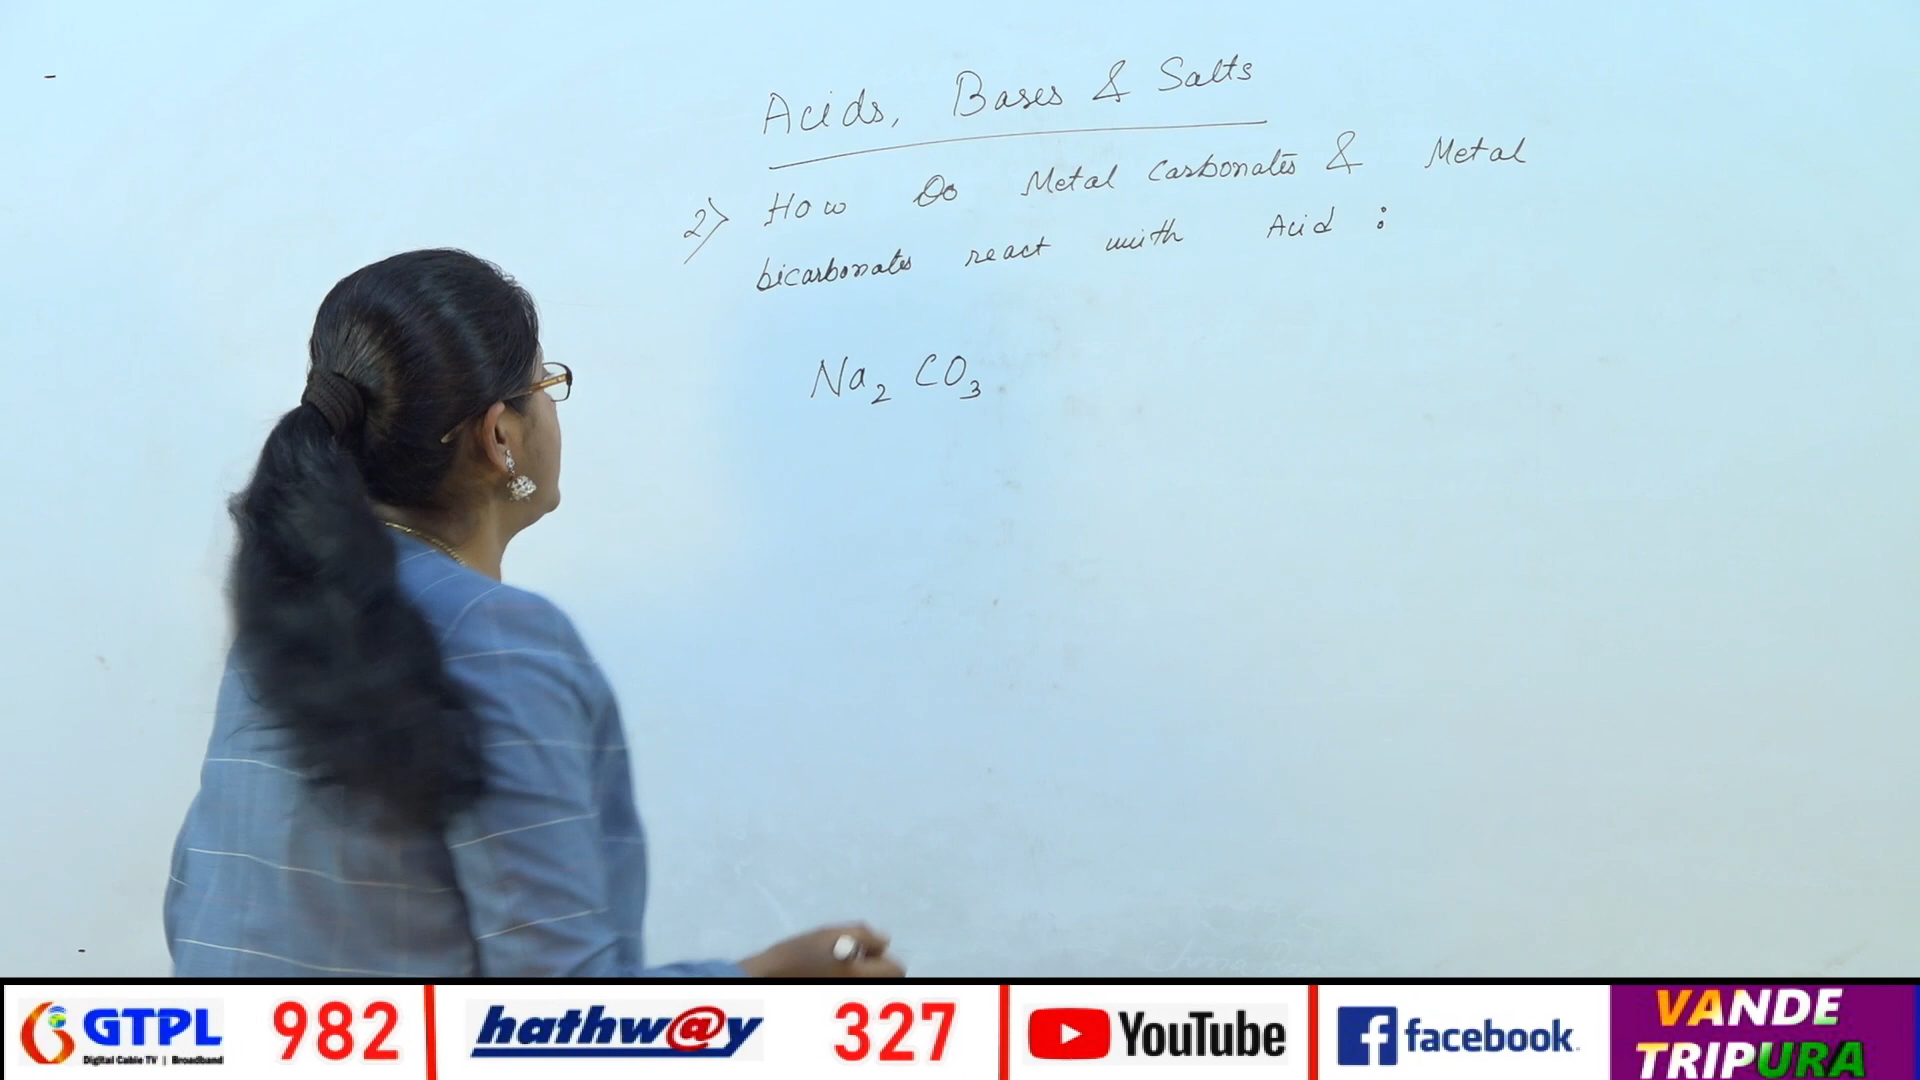 Acids, Bases & Salts
2) How Do Metal Carbonates & Metal
bicarbonates react with Acid :
Na2 CO3
GTPL
Digital Cable TV | Broadband
982
hathw@y
327
YouTube
facebook
VANDE
TRIPURA